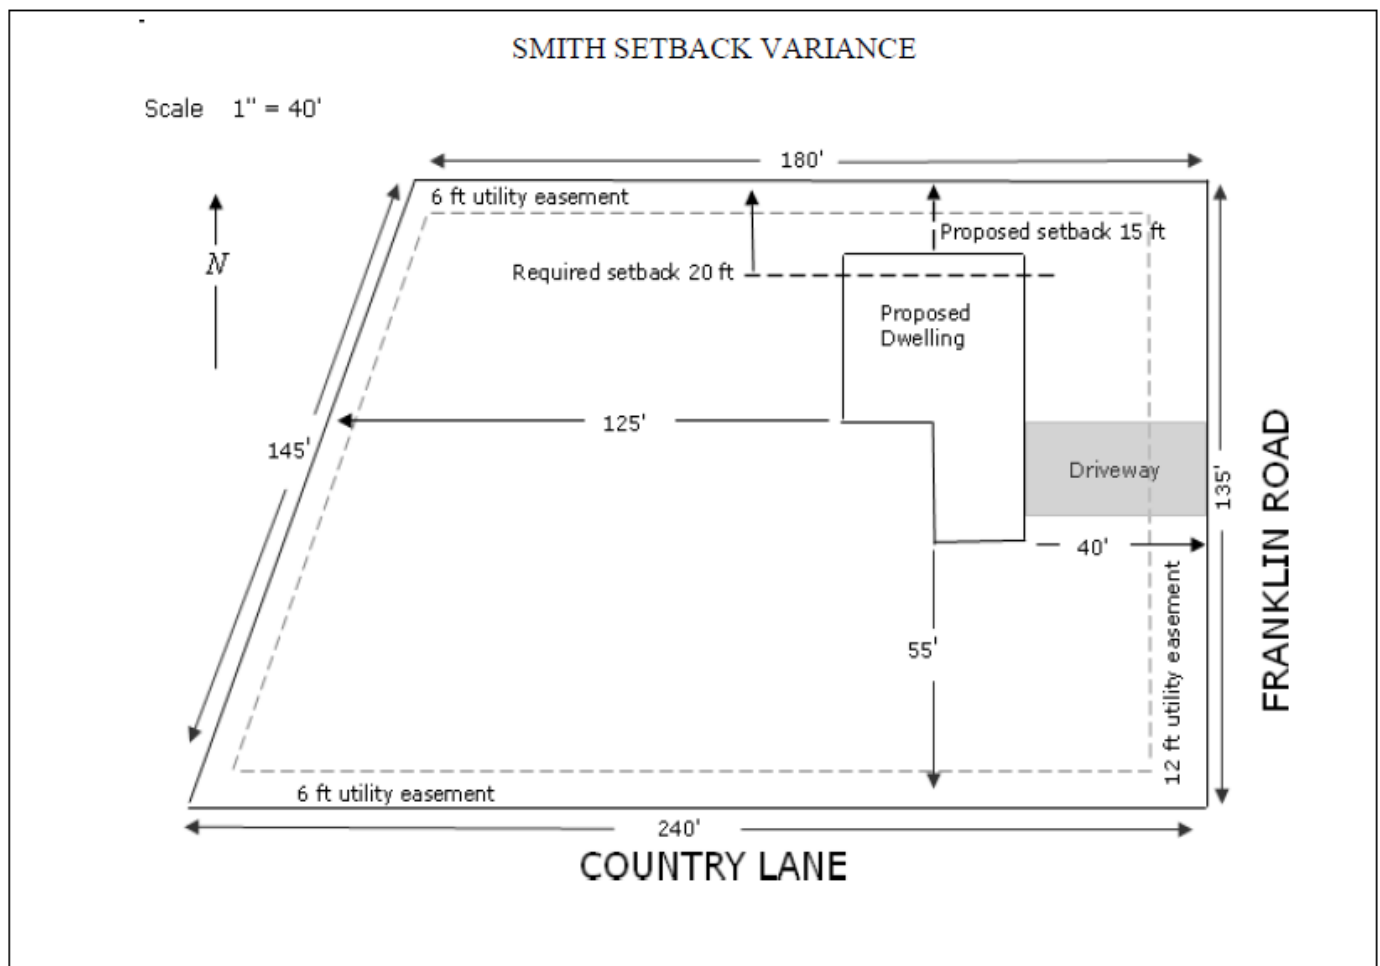 SMITH SETBACK VARIANCE
Scale 1" = 40'
180'
6 ft utility easement
N
Proposed setback 15 ft
Required setback 20 ft
Proposed
Dwelling
125'
145'
Driveway
135'
FRANKLIN ROAD
40'
12 ft utility easement
55'
6 ft utility easement
240'
COUNTRY LANE